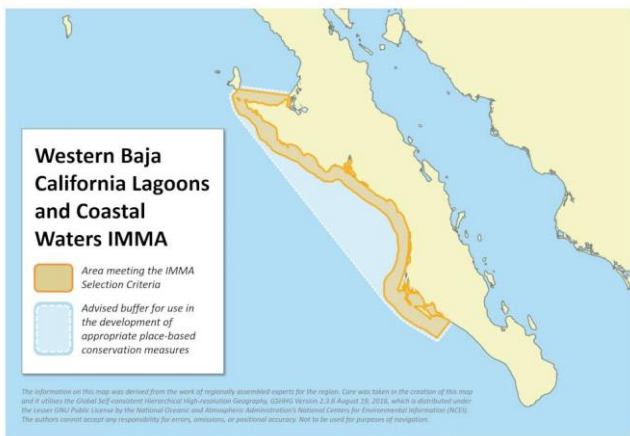 Western Baja
California Lagoons
and Coastal
Waters IMMA
Area meeting the IMMA
Selection Criteria
Advised buffer for use in
the development of
appropriate place-based
conservation measures
The information on this map was derived from the work of regionally assembled experts for the region. Care was taken in the creation of this map
and it utilises the Global Self-consistent Hierarchical High-resolution Geography, GSHHG Version 2.3.6 August 19, 2016, which is distributed under
the Lesser GNU Public License by the National Oceanic and Atmospheric Administration's National Centers for Environmental Information (NCEI).
The authors cannot accept any responsibility for errors, omissions, or positional accuracy. Not to be used for purposes of navigation.